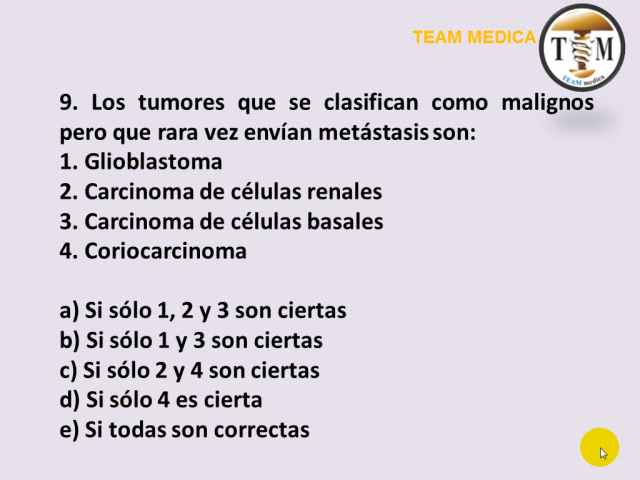 TEAM MEDICA
T M
TEAM medica
9. Los tumores que se clasifican como malignos
pero que rara vez envían metástasis son:
1. Glioblastoma
2. Carcinoma de células renales
3. Carcinoma de células basales
4. Coriocarcinoma
a) Si sólo 1, 2 y 3 son ciertas
b) Si sólo 1 y 3 son ciertas
c) Si sólo 2 y 4 son ciertas
d) Si sólo 4 es cierta
e) Si todas son correctas